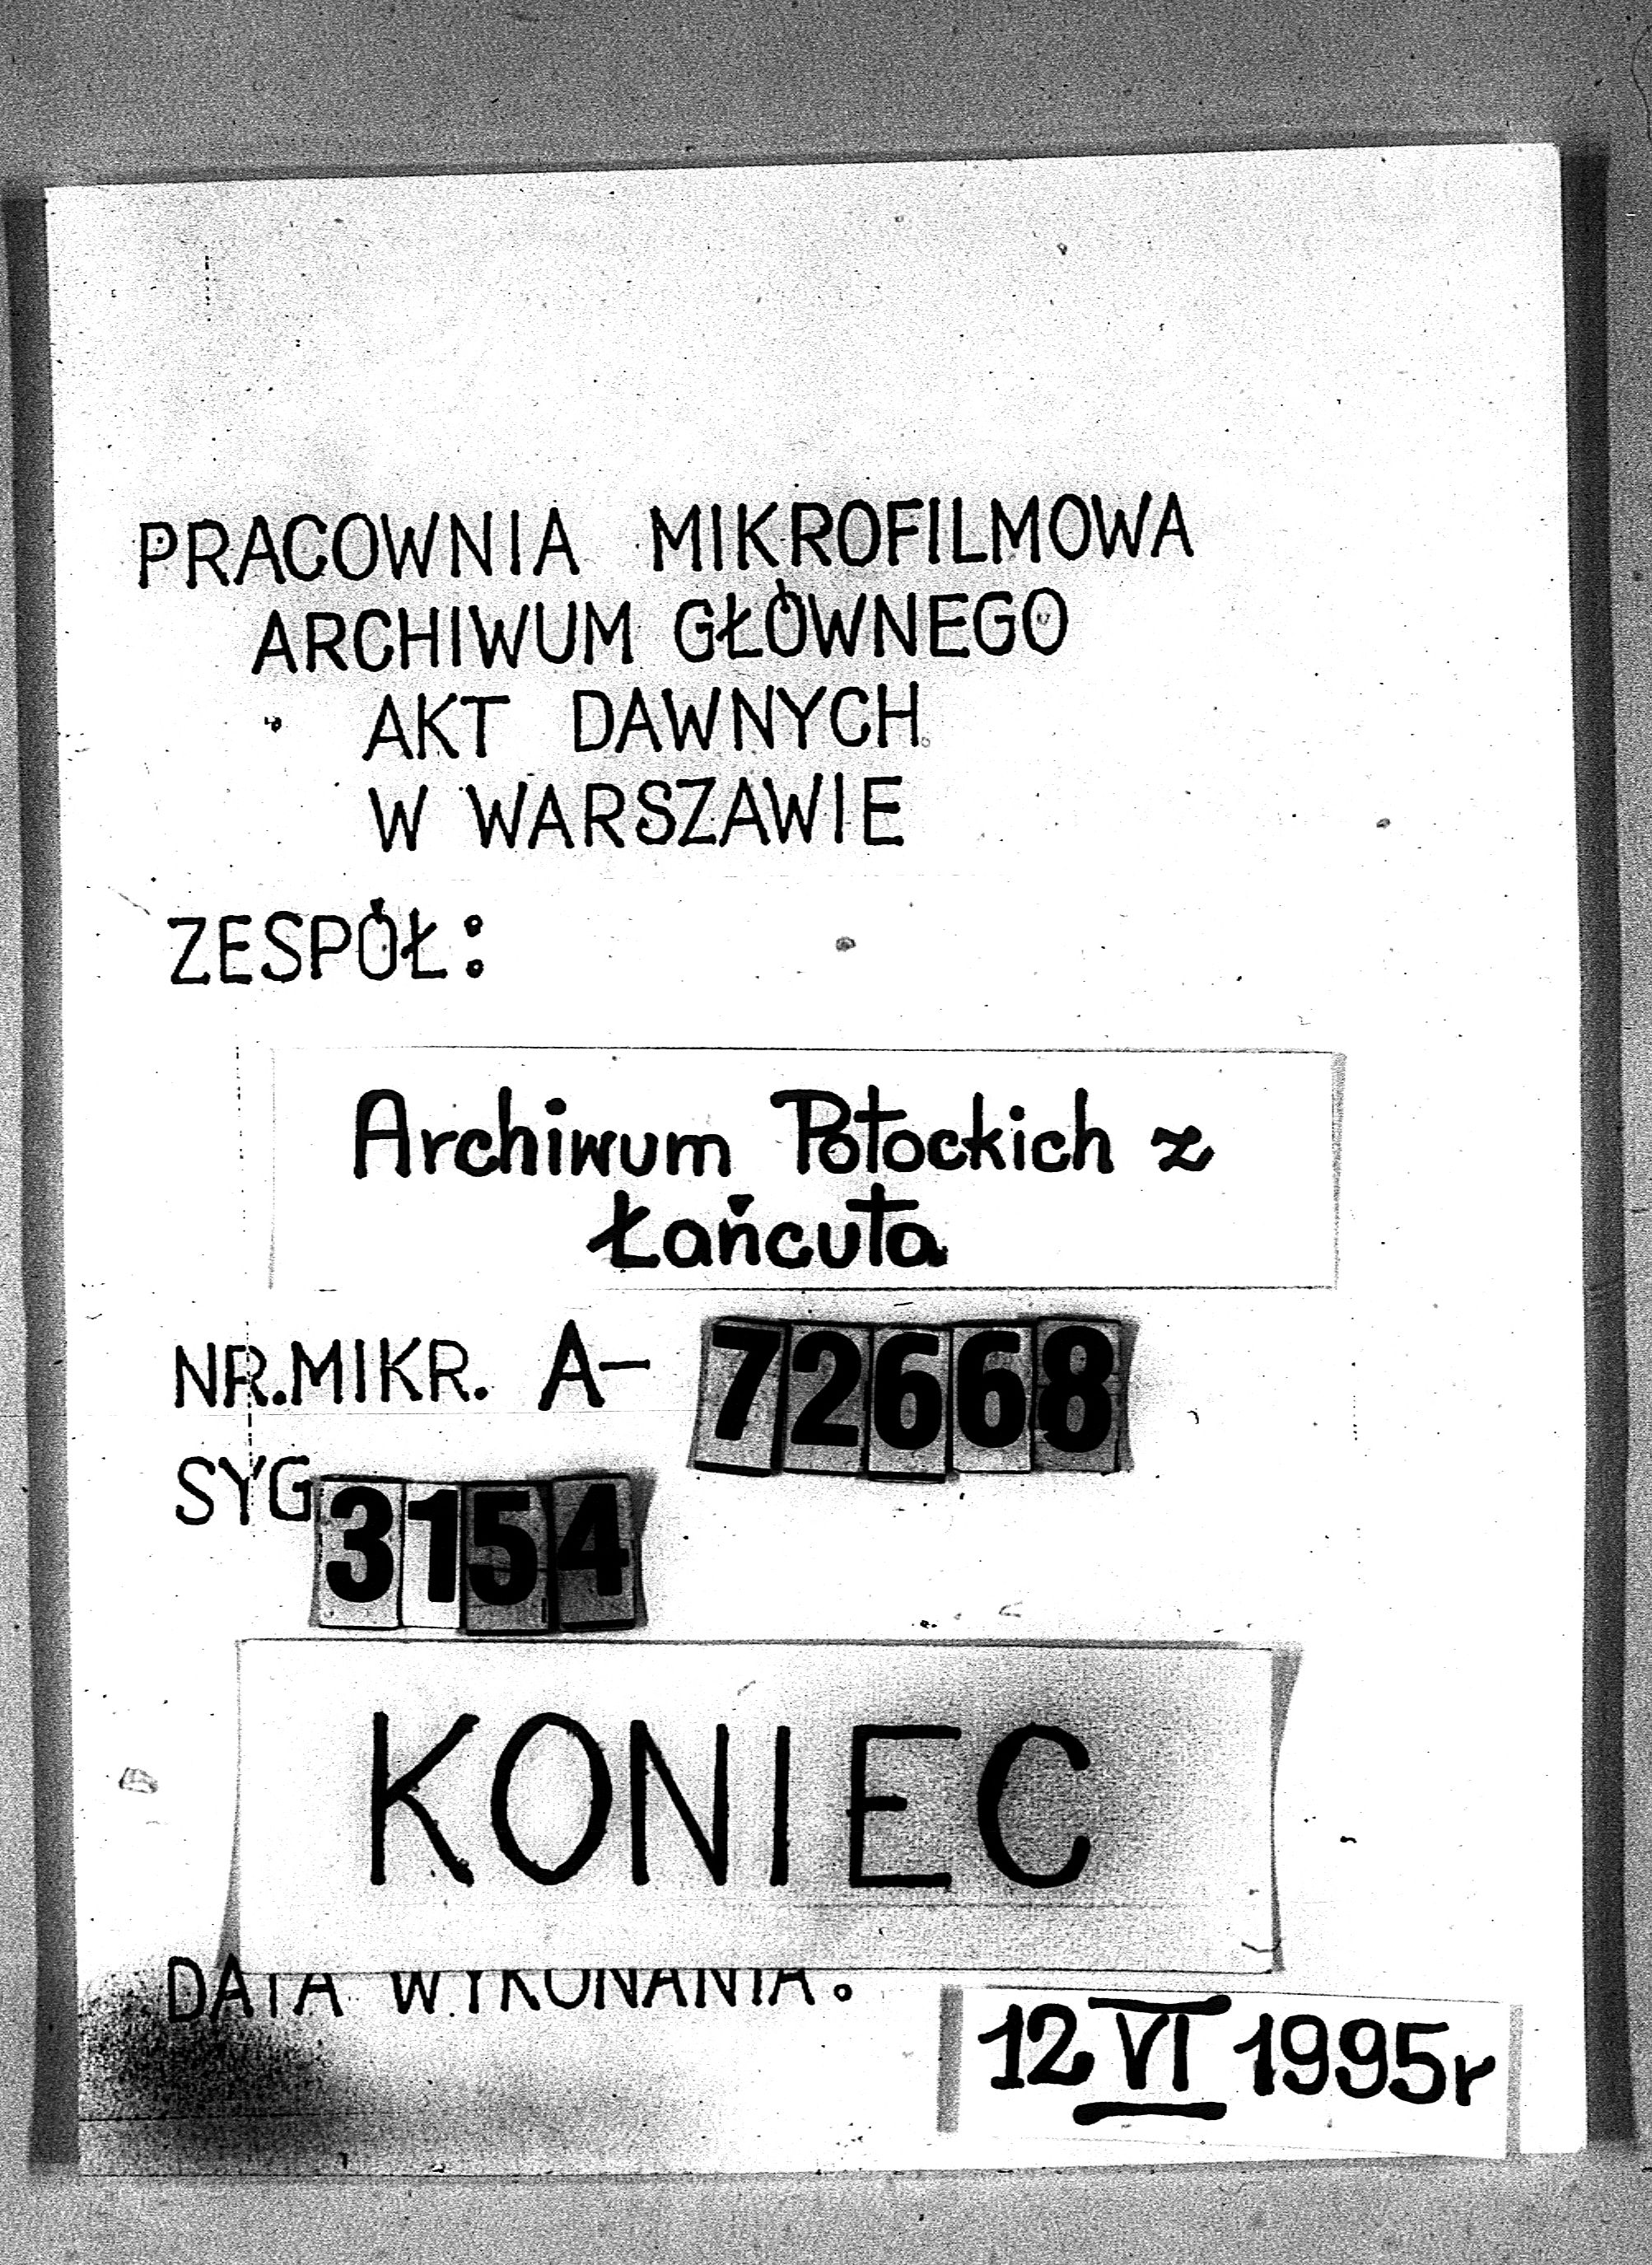 PRACOWNIA MIKROFILMOWA
ARCHIWUM GŁÓWNEGO
AKT DAWNYCH
W WARSZAWIE
ZESPÓŁ:
Archiwum Potockich z
Łańcuta
NR.MIKR. A- 72668
SYG 3154
KONIEC
DATA WYKONANIA:
12 VI 1995r